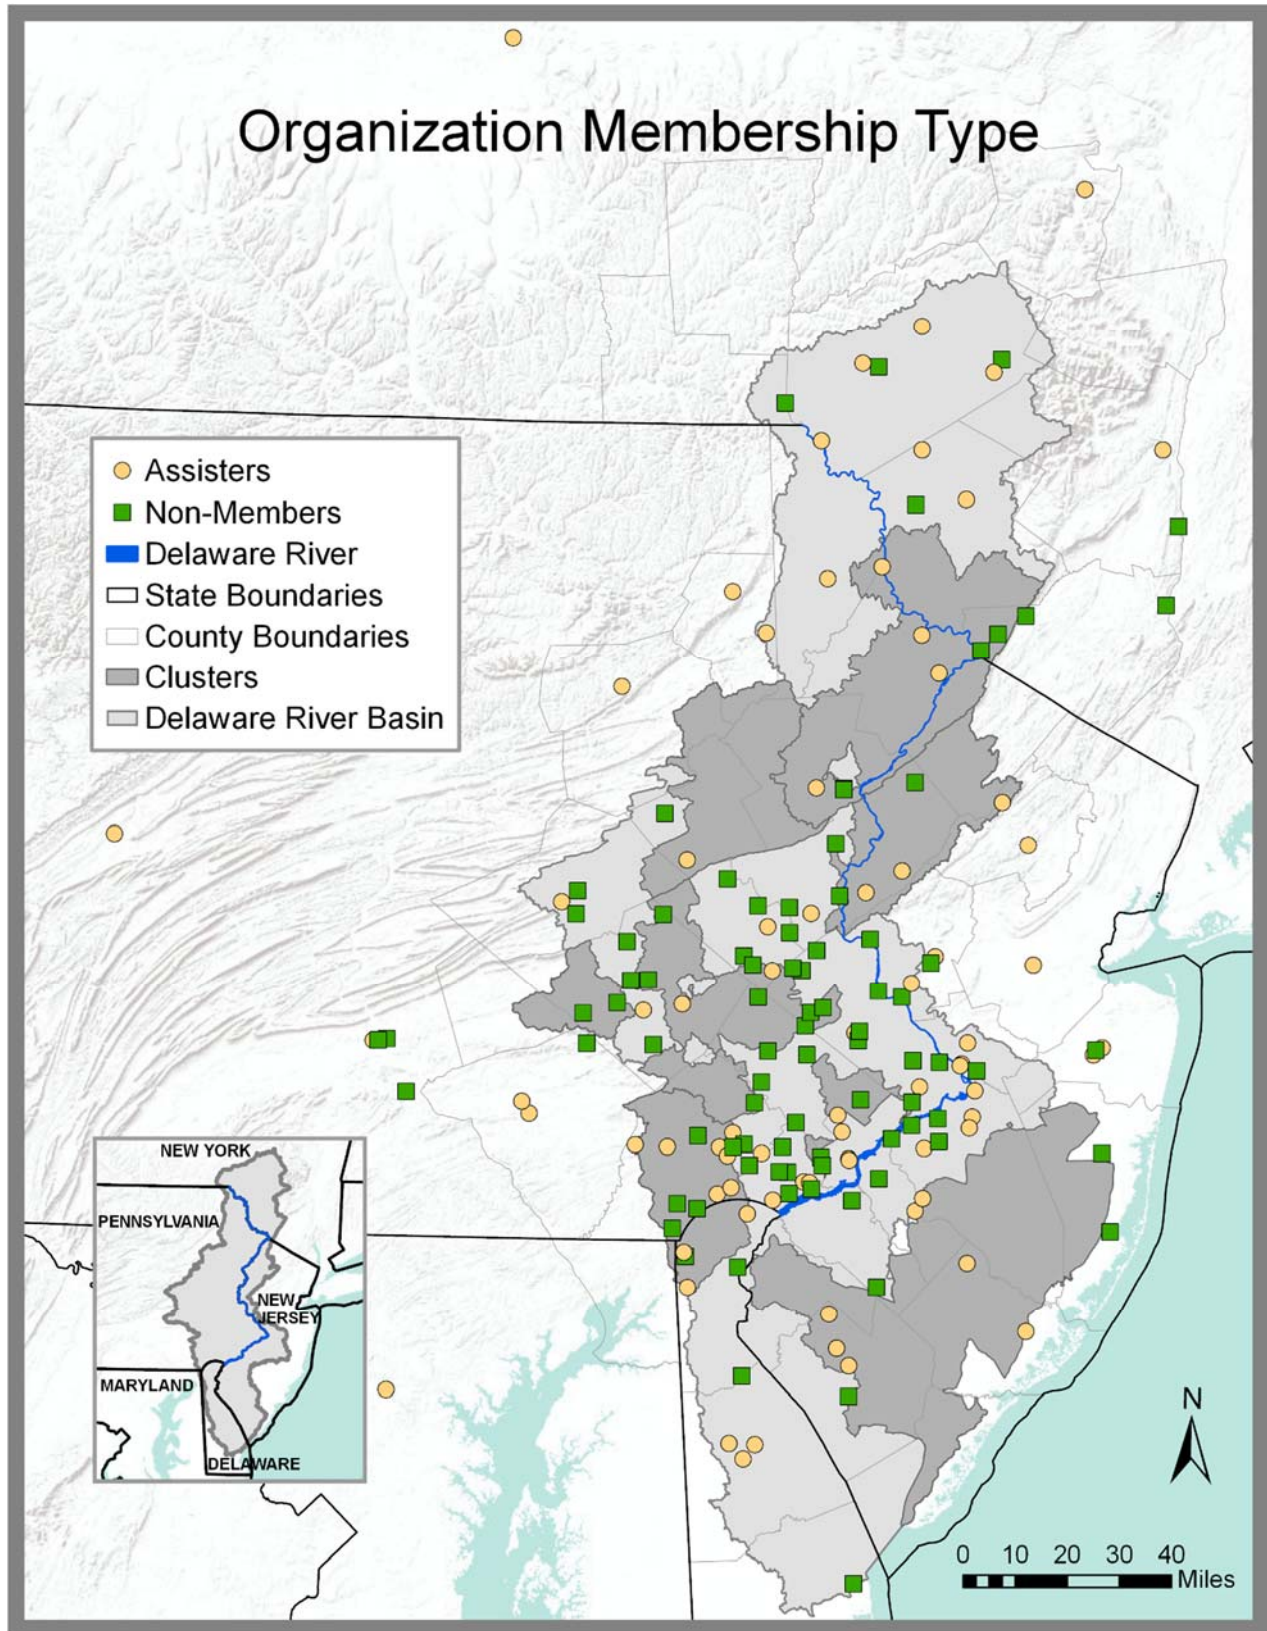 Organization Membership Type
Assisters
Non-Members
Delaware River
State Boundaries
County Boundaries
Clusters
Delaware River Basin
NEW YORK
PENNSYLVANIA
NEW
JERSEY
MARYLAND
DELAWARE
N
0 10 20 30 40
Miles